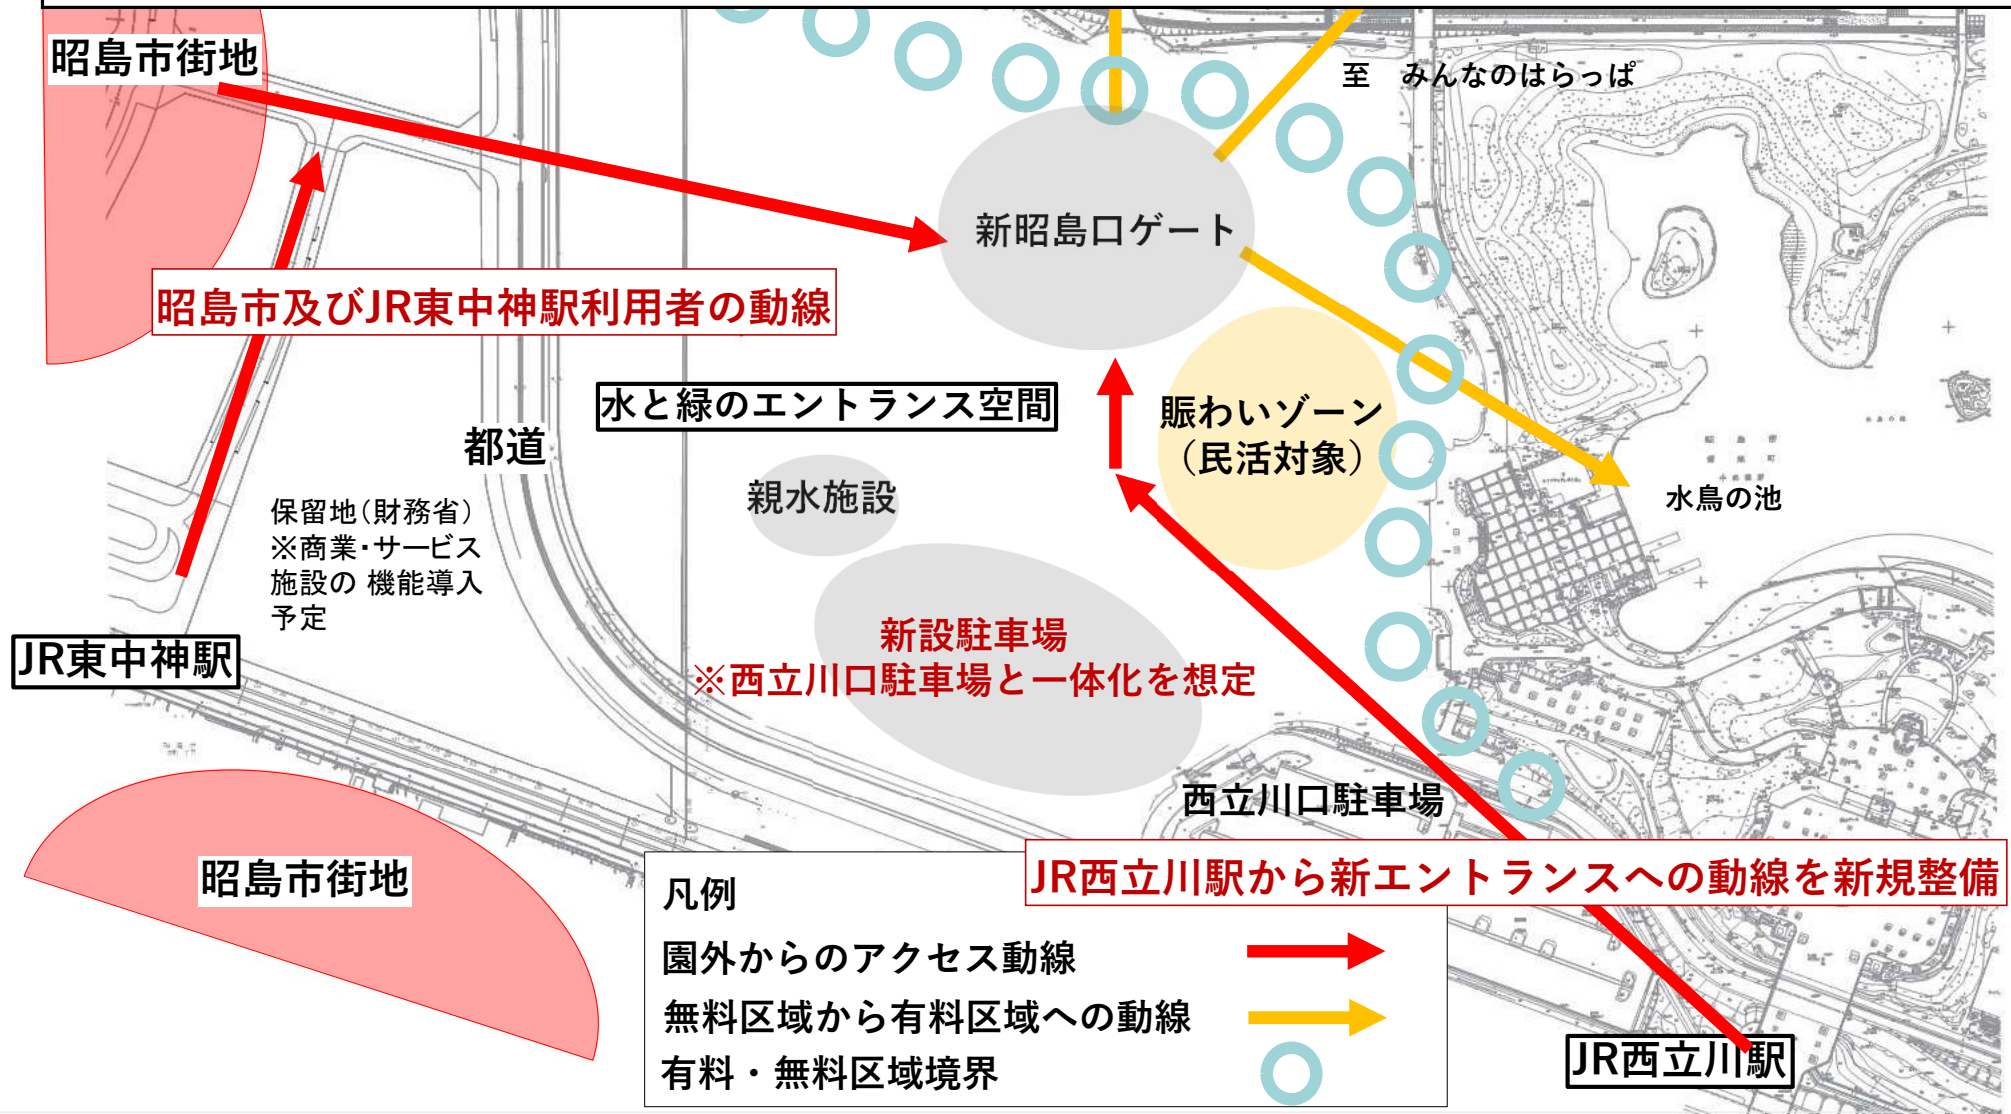 昭島市街地
至　みんなのはらっぱ
新昭島口ゲート
昭島市及びJR東中神駅利用者の動線
水と緑のエントランス空間
賑わいゾーン
（民活対象）
都道
親水施設
水鳥の池
保留地（財務省）
※商業・サービス
施設の 機能導入
予定
新設駐車場
※西立川口駐車場と一体化を想定
JR東中神駅
西立川口駐車場
昭島市街地
JR西立川駅から新エントランスへの動線を新規整備
凡例
園外からのアクセス動線
無料区域から有料区域への動線
有料・無料区域境界
JR西立川駅